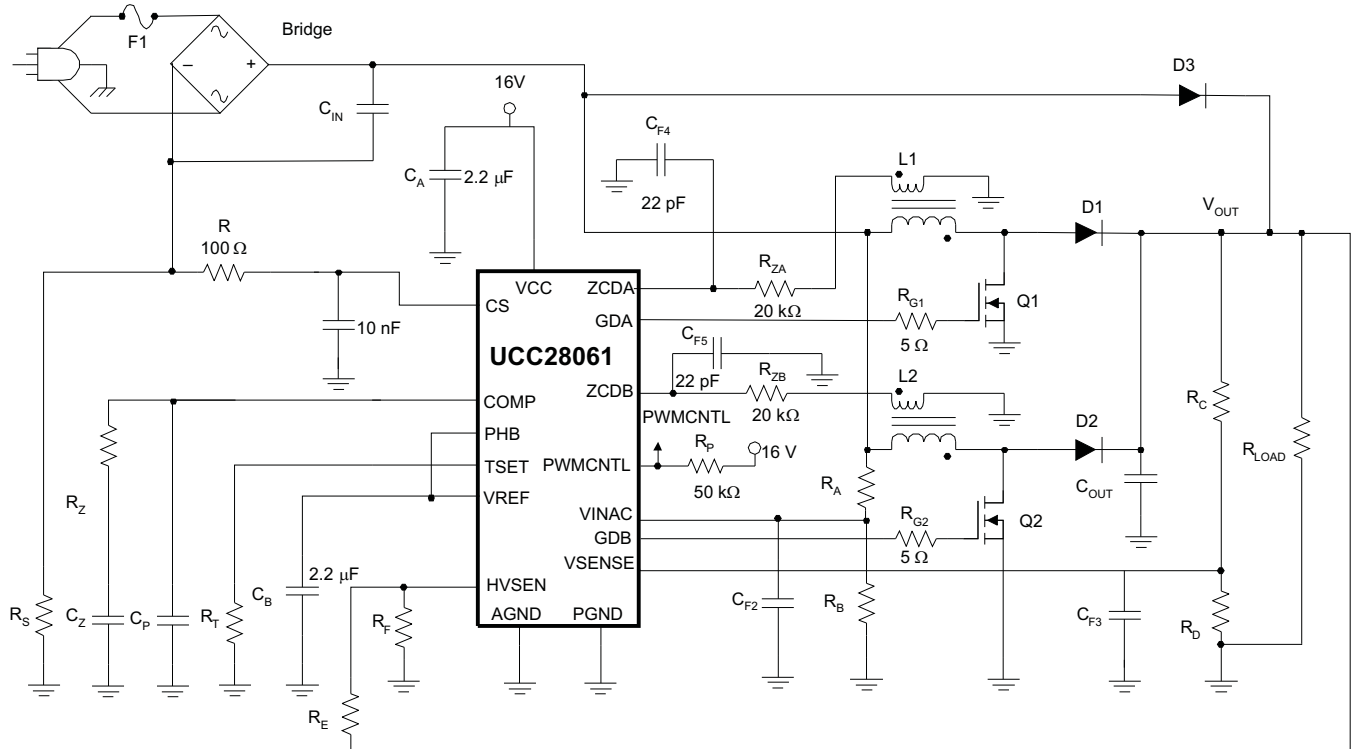 F1
Bridge
D3
16V
C_IN
C_F4
C_A
2.2 μF
22 pF
L1
D1
V_OUT
R
100 Ω
VCC
ZCDA
R_ZA
20 kΩ
CS
GDA
R_G1
5 Ω
Q1
10 nF
UCC28061
C_F5
22 pF
ZCDB
R_ZB
20 kΩ
L2
COMP
PWMCNTL
D2
R_C
PHB
R_P
16 V
R_LOAD
TSET
PWMCNTL
50 kΩ
R_A
C_OUT
R_Z
VREF
VINAC
R_G2
5 Ω
Q2
GDB
VSENSE
2.2 μF
C_B
HVSEN
R_S
C_Z
C_P
R_T
R_F
AGND
PGND
C_F2
R_B
C_F3
R_D
R_E